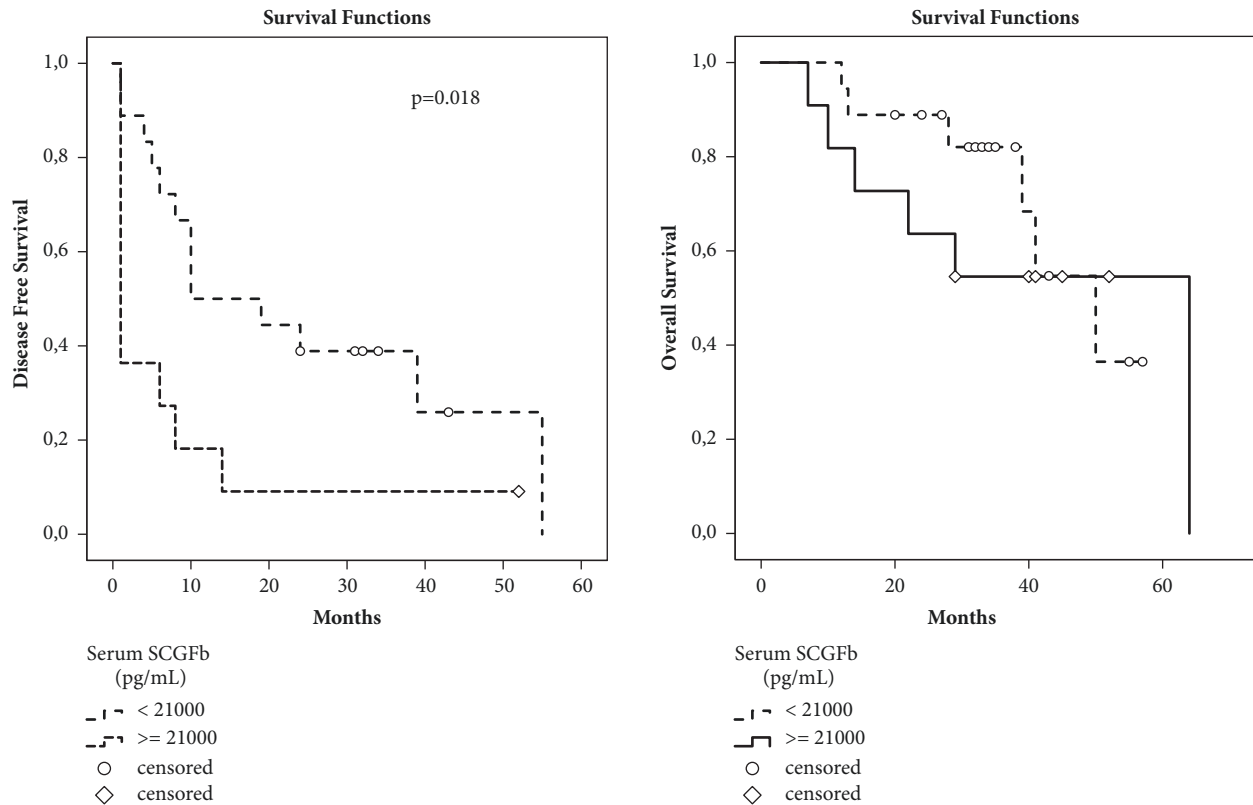 Survival Functions
1,0
0,8
0,6
0,4
0,2
0,0
Disease Free Survival
p=0.018
0 10 20 30 40 50 60
Months
Serum SCGFb
(pg/mL)
< 21000
>= 21000
censored
censored
Survival Functions
1,0
0,8
0,6
0,4
0,2
0,0
Overall Survival
0 20 40 60
Months
Serum SCGFb
(pg/mL)
< 21000
>= 21000
censored
censored